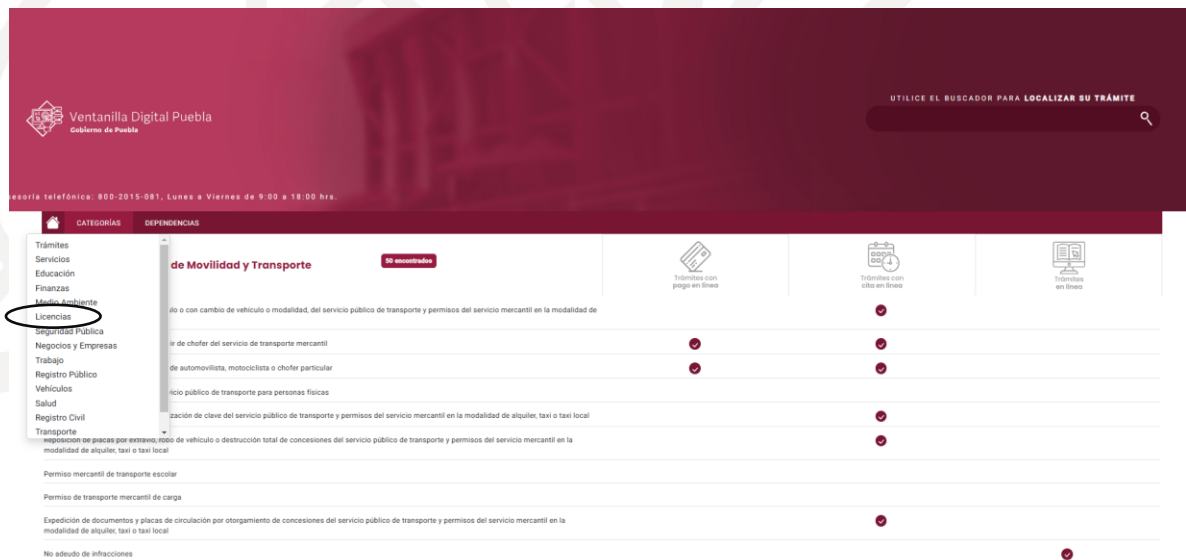 UTILICE EL BUSCADOR PARA LOCALIZAR SU TRÁMITE
Ventanilla Digital Puebla
Gobierno de Puebla
esoría telefónica: 800-2015-081, Lunes a Viernes de 9:00 a 18:00 hrs.
CATEGORÍAS DEPENDENCIAS
Trámites
Servicios
Educación
Finanzas
Medio Ambiente
Licencias
Seguridad Pública
Negocios y Empresas
Trabajo
Registro Público
Vehículos
Salud
Registro Civil
Transporte
de Movilidad y Transporte
50 encontrados
Trámites con
pago en línea
Trámites con
cita en línea
Trámites
en línea
lo o con cambio de vehículo o modalidad, del servicio público de transporte y permisos del servicio mercantil en la modalidad de
ir de chofer del servicio de transporte mercantil
de automovilista, motociclista o chofer particular
vicio público de transporte para personas físicas
zación de clave del servicio público de transporte y permisos del servicio mercantil en la modalidad de alquiler, taxi o taxi local
Reposición de placas por extravío, robo de vehículo o destrucción total de concesiones del servicio público de transporte y permisos del servicio mercantil en la
modalidad de alquiler, taxi o taxi local
Permiso mercantil de transporte escolar
Permiso de transporte mercantil de carga
Expedición de documentos y placas de circulación por otorgamiento de concesiones del servicio público de transporte y permisos del servicio mercantil en la
modalidad de alquiler, taxi o taxi local
No adeudo de infracciones